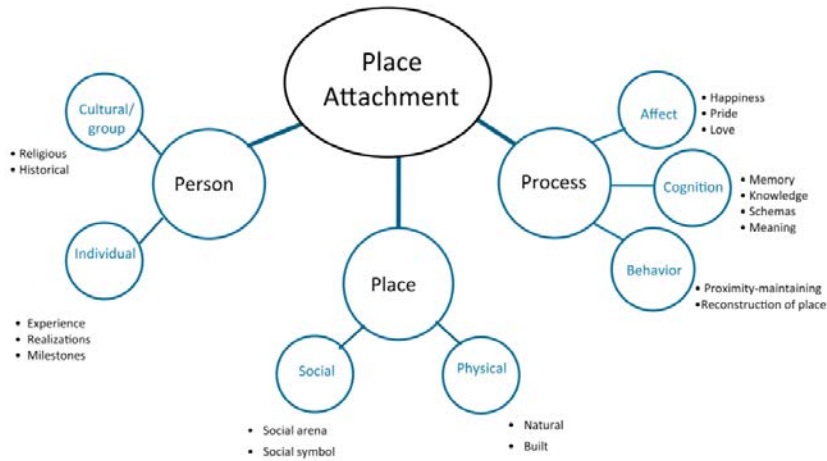 Place
Attachment
Cultural/
group
• Religious
• Historical
Person
Individual
• Experience
• Realizations
• Milestones
Place
Social
• Social arena
• Social symbol
Physical
• Natural
• Built
Process
Affect
• Happiness
• Pride
• Love
Cognition
• Memory
• Knowledge
• Schemas
• Meaning
Behavior
• Proximity-maintaining
•Reconstruction of place